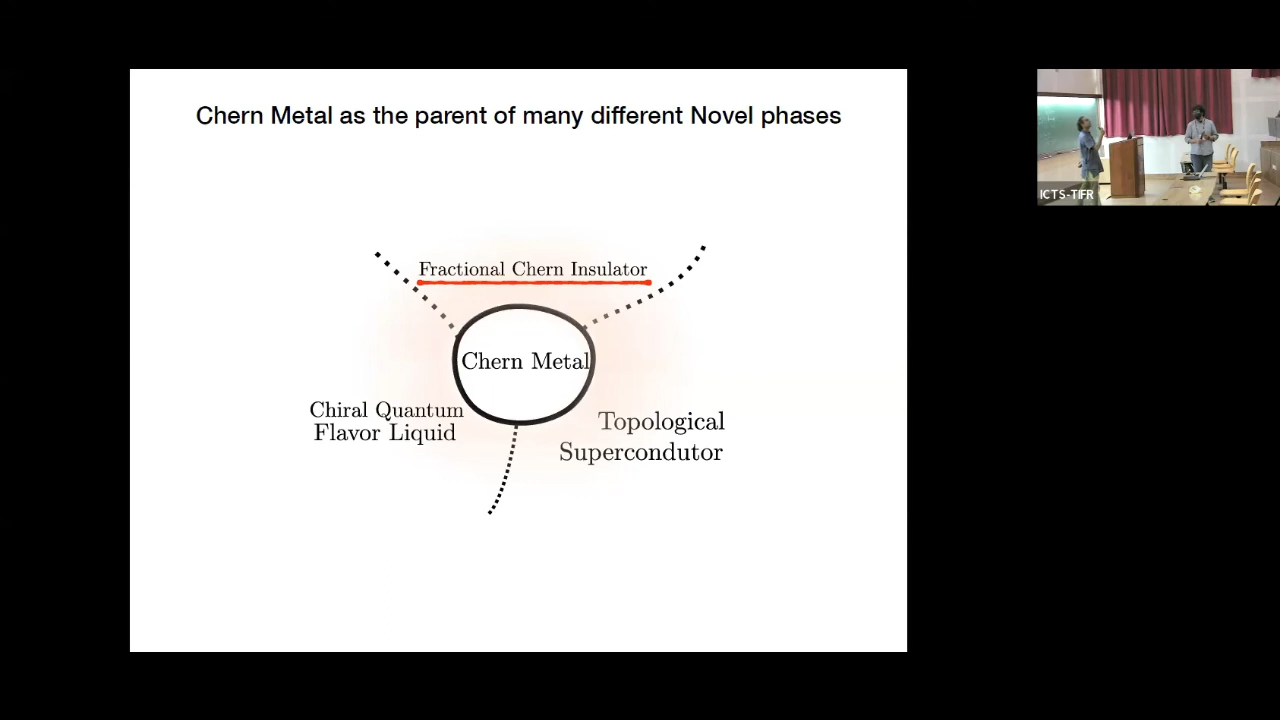 Chern Metal as the parent of many different Novel phases
Fractional Chern Insulator
Chern Metal
Chiral Quantum
Flavor Liquid
Topological
Supercondutor
ICTS-TIFR